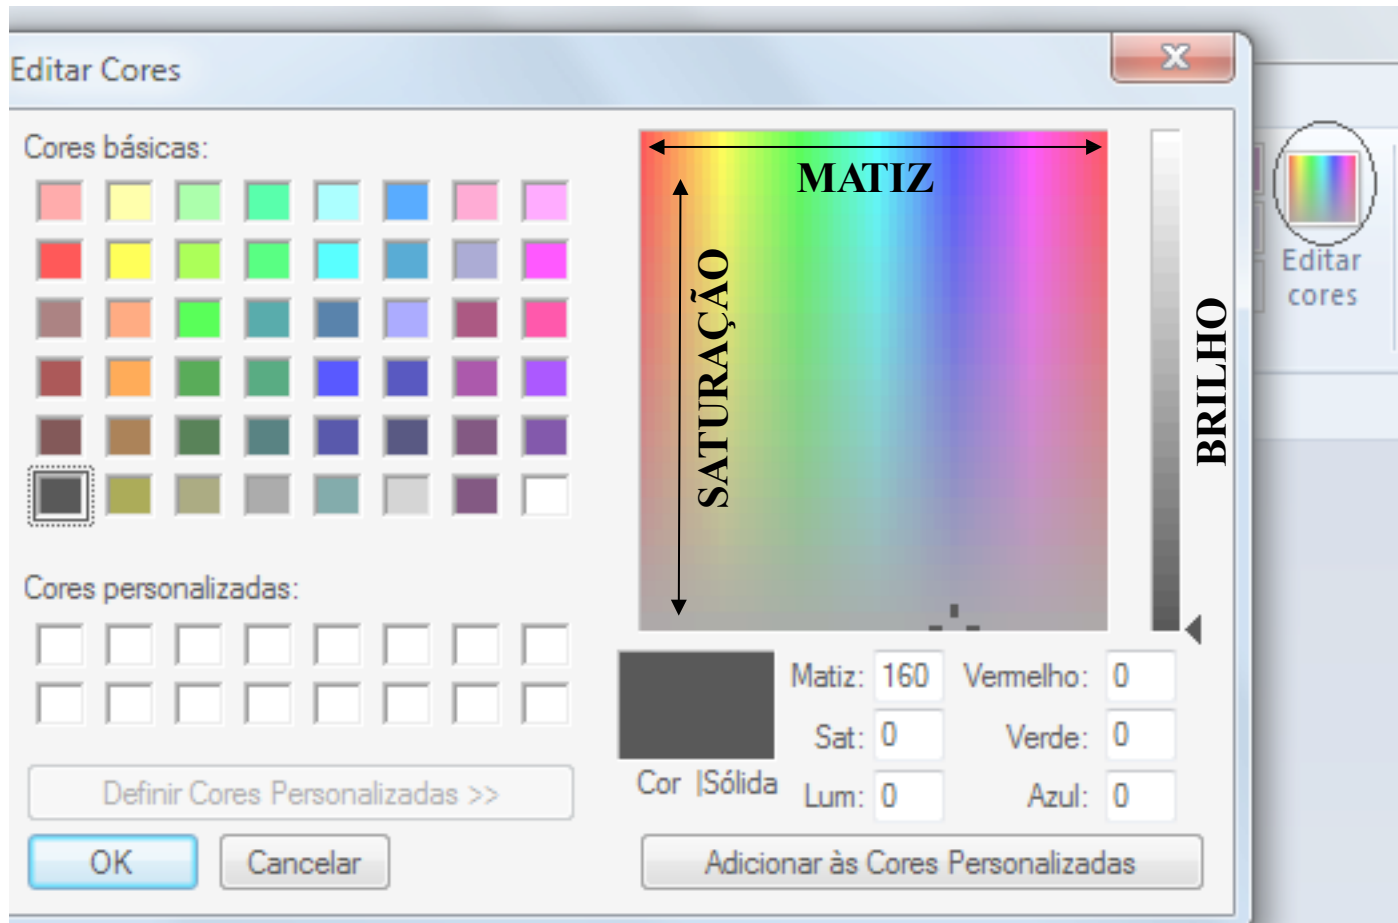 Editar Cores
Cores básicas:
MATIZ
SATURAÇÃO
BRILHO
Editar
cores
Cores personalizadas:
Matiz: 160 Vermelho: 0
Sat: 0 Verde: 0
Cor |Sólida Lum: 0 Azul: 0
Definir Cores Personalizadas >>
OK Cancelar Adicionar às Cores Personalizadas